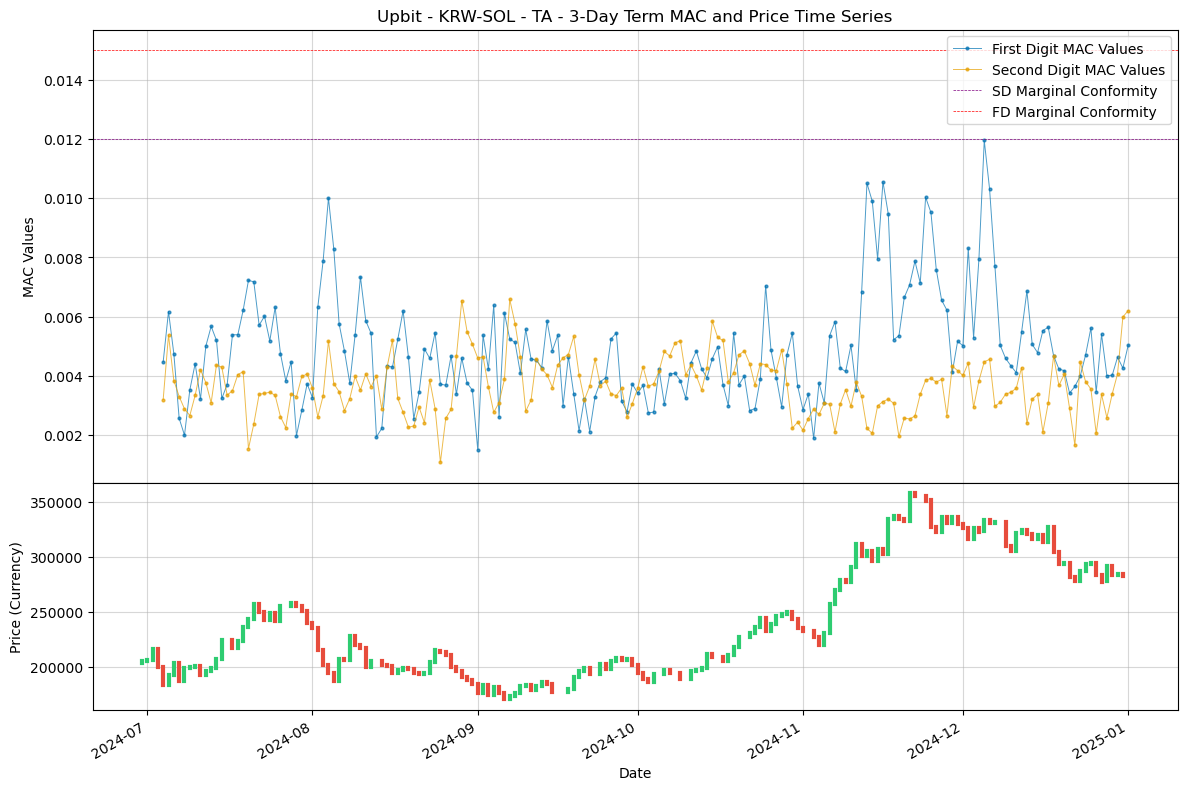 Upbit - KRW-SOL - TA - 3-Day Term MAC and Price Time Series
First Digit MAC Values
Second Digit MAC Values
SD Marginal Conformity
FD Marginal Conformity
MAC Values
0.014
0.012
0.010
0.008
0.006
0.004
0.002
Price (Currency)
350000
300000
250000
200000
2024-07
2024-08
2024-09
2024-10
2024-11
2024-12
2025-01
Date